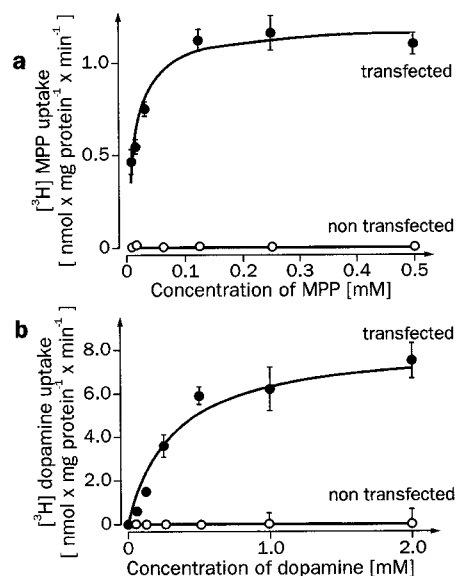 a
[³H] MPP uptake
[ nmol x mg protein⁻¹ x min⁻¹ ]
1.0
0.5
0
transfected
non transfected
0 0.1 0.2 0.3 0.4 0.5
Concentration of MPP [mM]
b
[³H] dopamine uptake
[ nmol x mg protein⁻¹ x min⁻¹ ]
8.0
6.0
4.0
2.0
0
transfected
non transfected
0 1.0 2.0
Concentration of dopamine [mM]